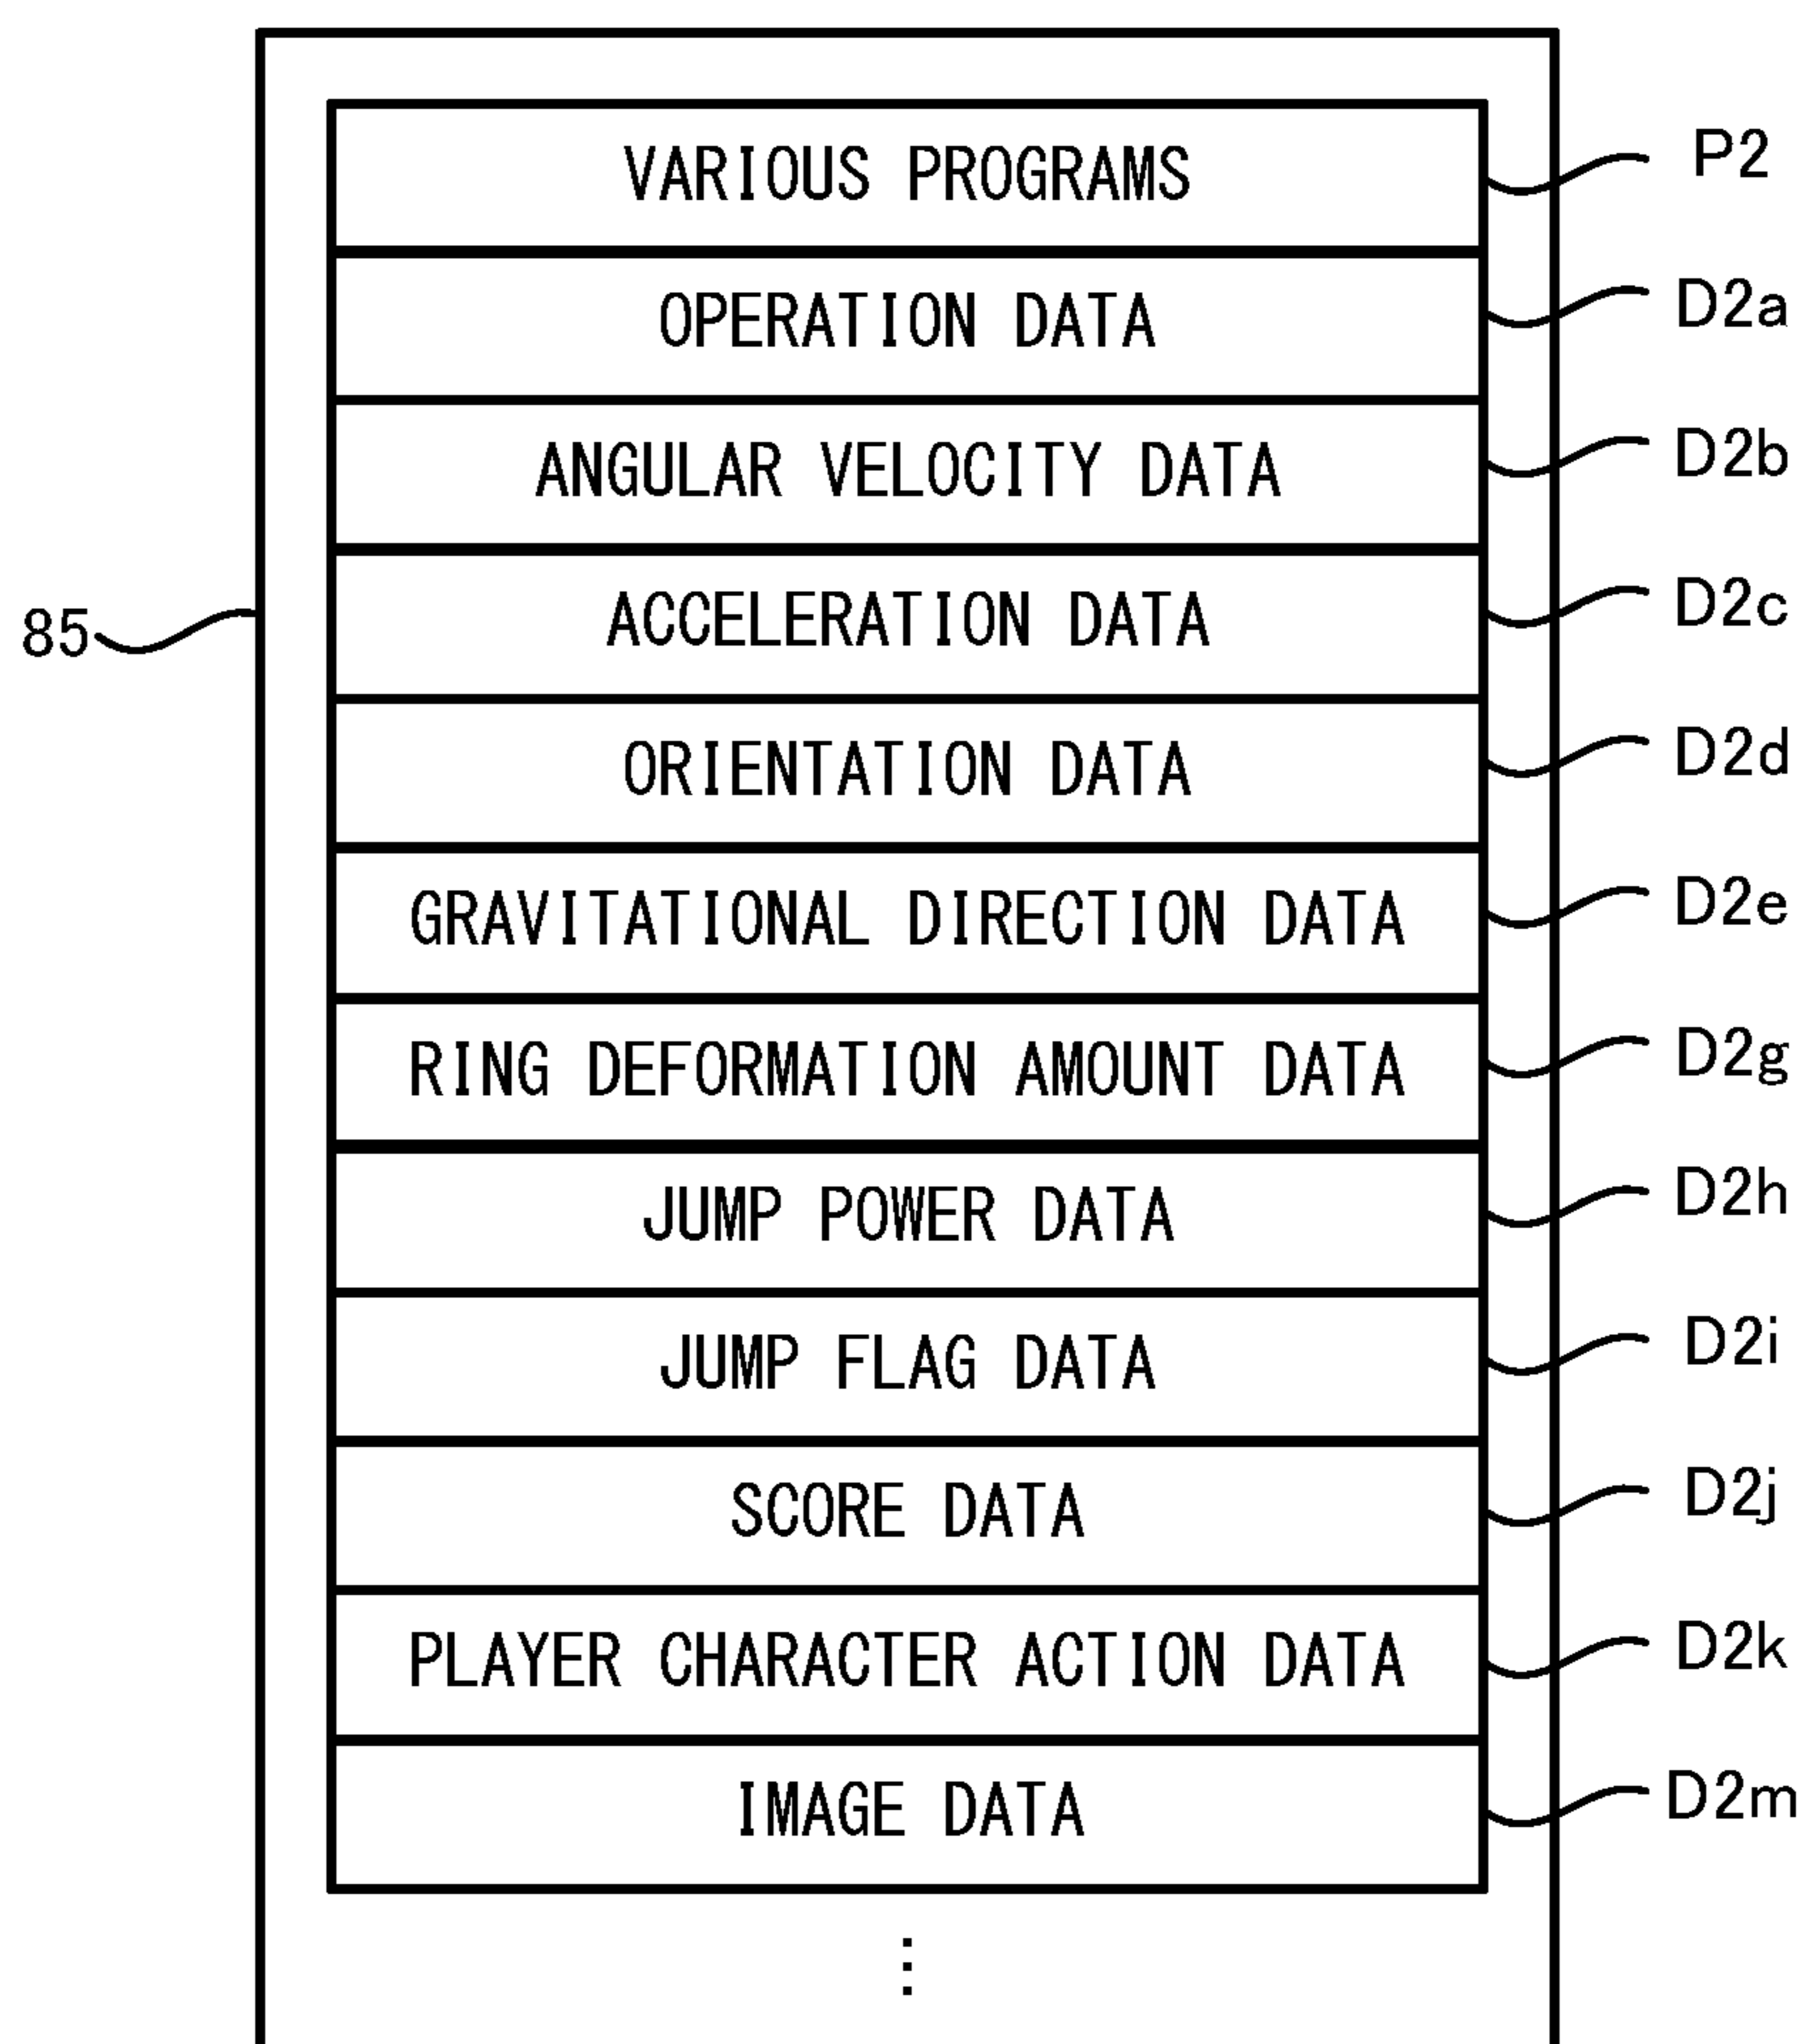 VARIOUS PROGRAMS P2
OPERATION DATA D2a
ANGULAR VELOCITY DATA D2b
85 ACCELERATION DATA D2c
ORIENTATION DATA D2d
GRAVITATIONAL DIRECTION DATA D2e
RING DEFORMATION AMOUNT DATA D2g
JUMP POWER DATA D2h
JUMP FLAG DATA D2i
SCORE DATA D2j
PLAYER CHARACTER ACTION DATA D2k
IMAGE DATA D2m
⋮